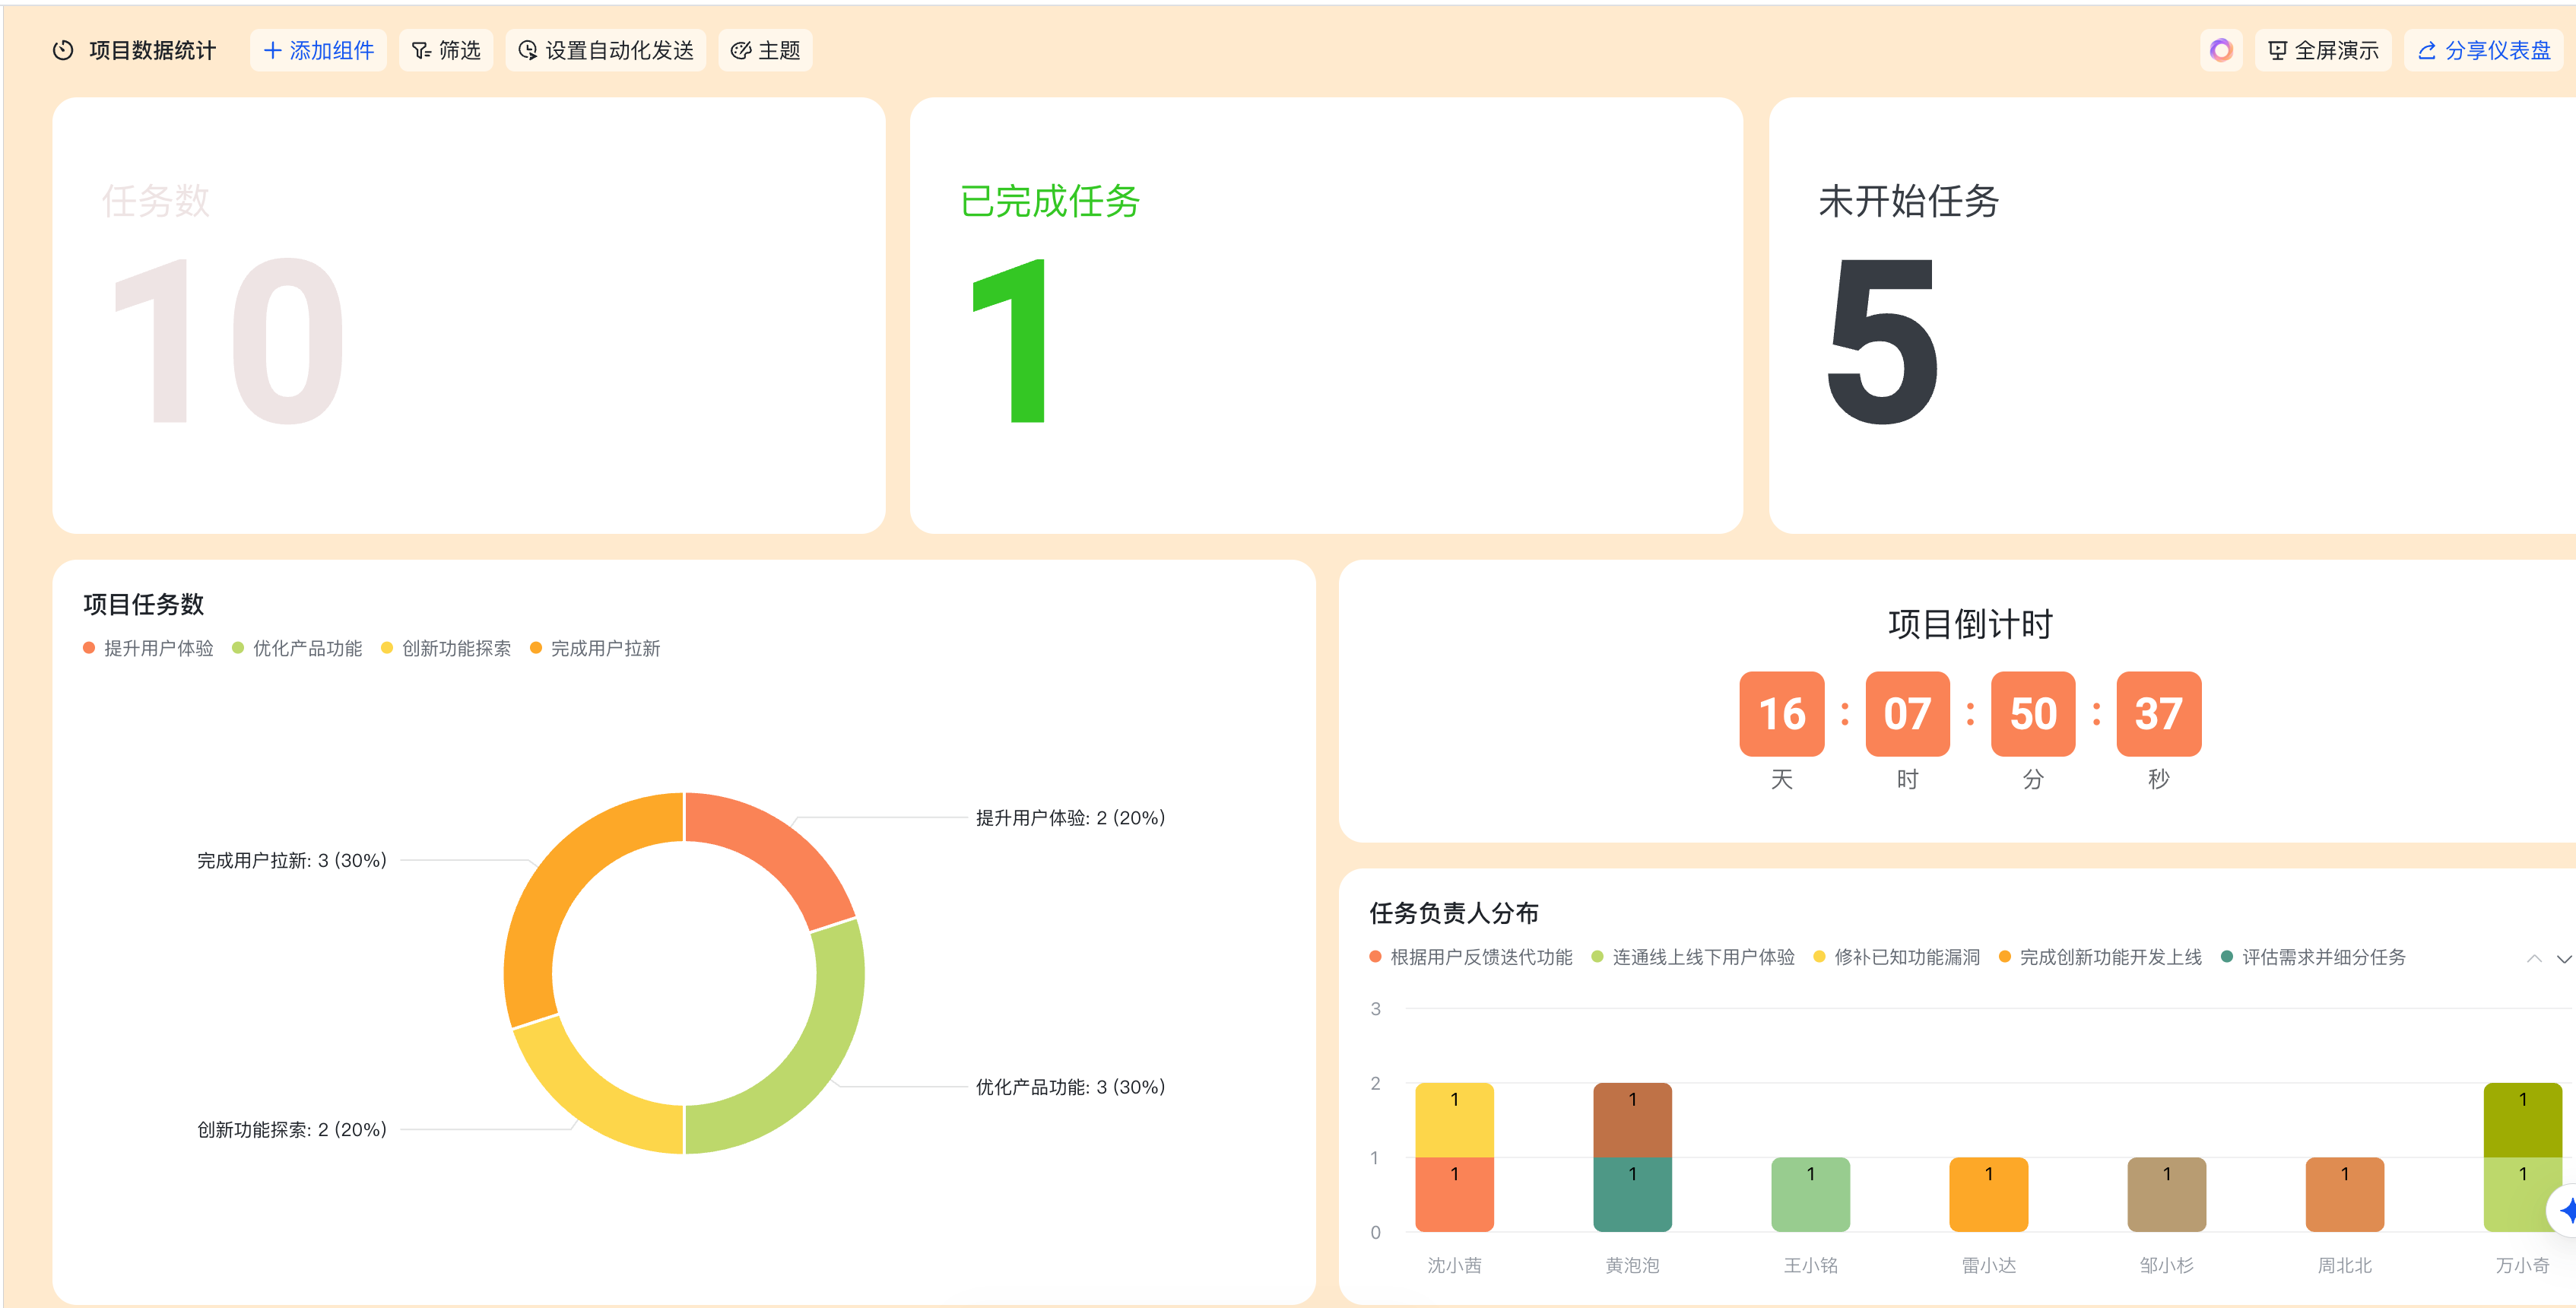 项目数据统计 添加组件 筛选 设置自动化发送 主题 全屏演示 分享仪表盘
任务数
10
已完成任务
1
未开始任务
5
项目任务数
提升用户体验 优化产品功能 创新功能探索 完成用户拉新
提升用户体验: 2 (20%)
完成用户拉新: 3 (30%)
优化产品功能: 3 (30%)
创新功能探索: 2 (20%)
项目倒计时
16 : 07 : 50 : 37
天 时 分 秒
任务负责人分布
根据用户反馈迭代功能 连通线上线下用户体验 修补已知功能漏洞 完成创新功能开发上线 评估需求并细分任务
3
2
1 1 1
1
1 1 1 1 1 1 1
0
沈小茜 黄泡泡 王小铭 雷小达 邹小杉 周北北 万小奇